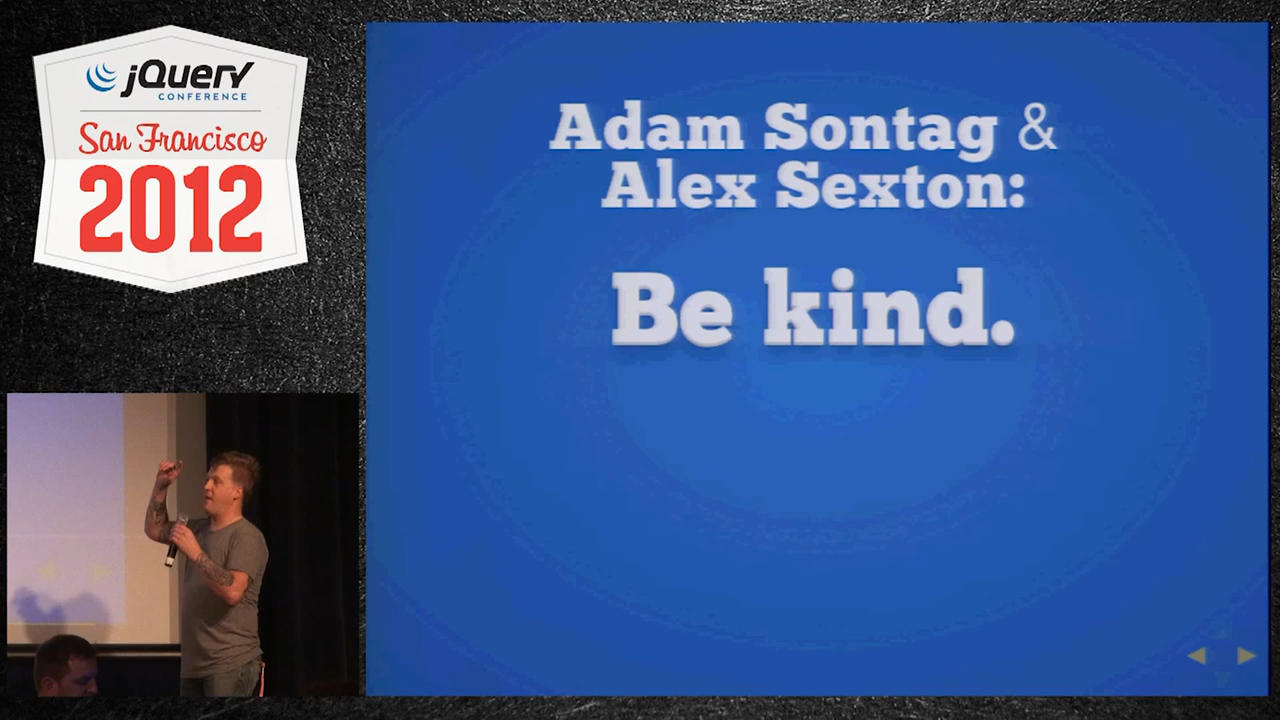 jQuery
CONFERENCE
San Francisco
2012
Adam Sontag &
Alex Sexton:
Be kind.